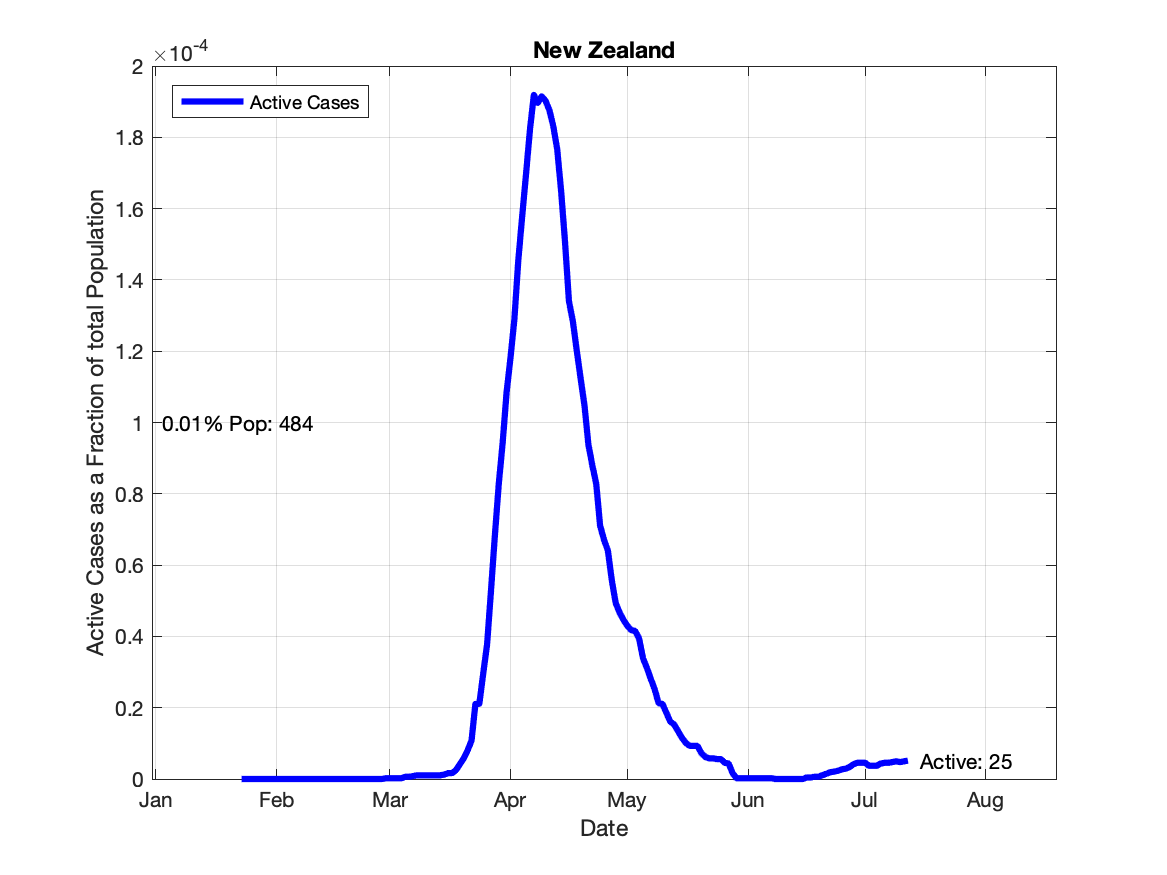 New Zealand
×10-4
2
1.8
1.6
1.4
1.2
1
0.8
0.6
0.4
0.2
0
Active Cases as a Fraction of total Population
Active Cases
0.01% Pop: 484
Active: 25
Jan Feb Mar Apr May Jun Jul Aug
Date